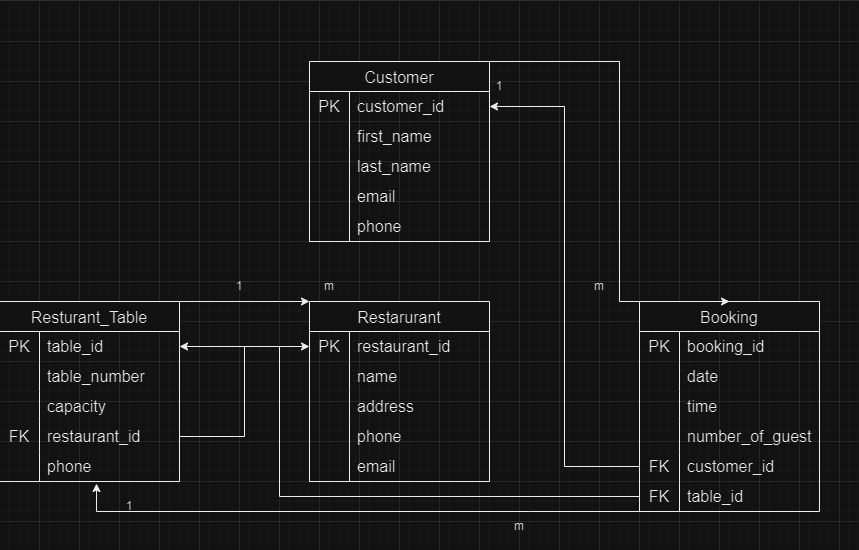 Customer
1
PK customer_id
first_name
last_name
email
phone
1
m
m
Resturant_Table
PK table_id
table_number
capacity
FK restaurant_id
phone
Restarurant
PK restaurant_id
name
address
phone
email
Booking
PK booking_id
date
time
number_of_guest
FK customer_id
FK table_id
1
m